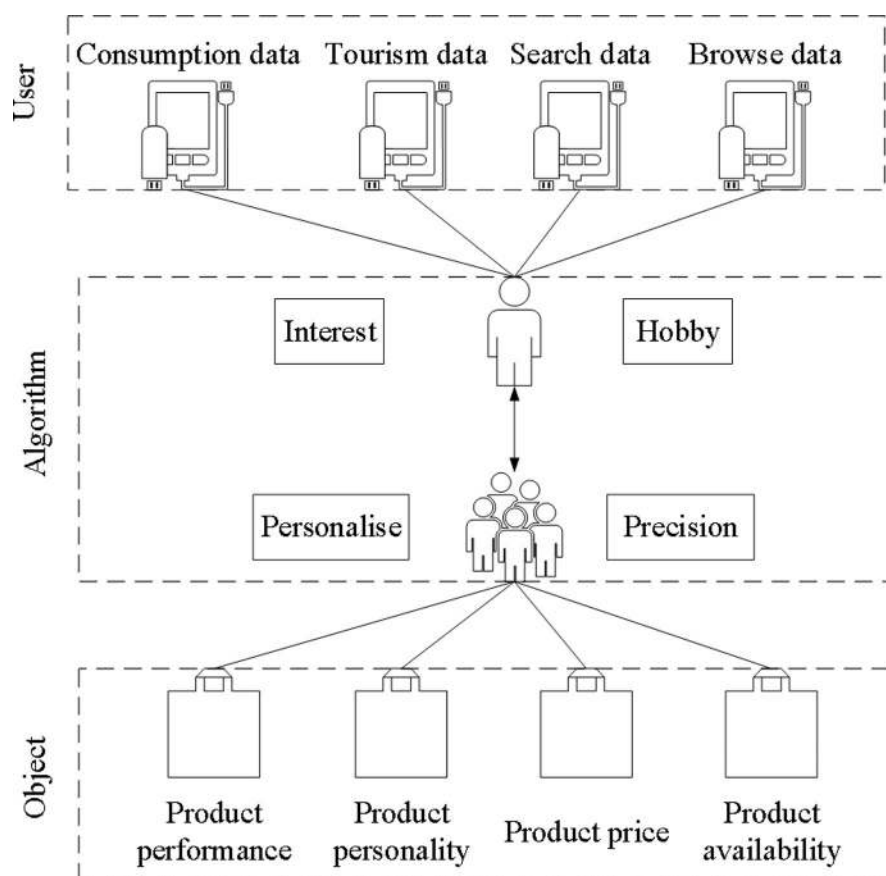 Consumption data Tourism data Search data Browse data
User
Interest Hobby
Algorithm
Personalise Precision
Object
Product performance
Product personality
Product price
Product availability